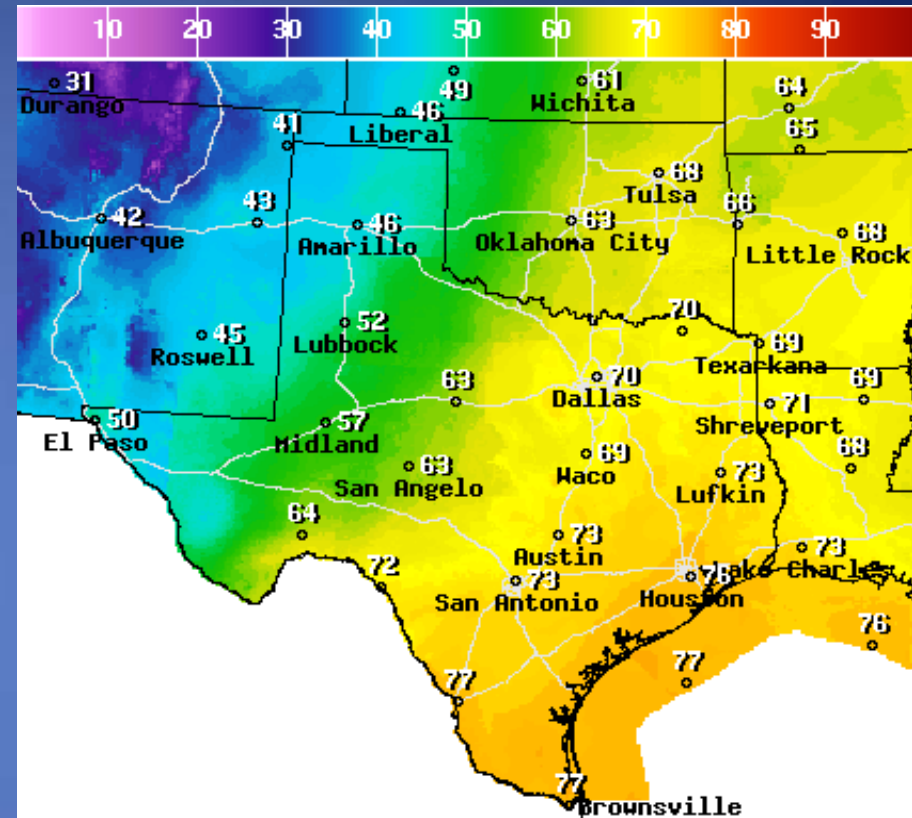 10 20 30 40 50 60 70 80 90
31
Durango
49
61
Wichita
64
46
Liberal
41
65
68
Tulsa
42
Albuquerque
43
46
Amarillo
63
Oklahoma City
66
68
Little Rock
45
Roswell
52
Lubbock
70
69
Texarkana
63
70
Dallas
71
Shreveport
69
50
El Paso
57
Midland
63
San Angelo
69
Waco
73
Lufkin
68
64
73
Austin
73
Lake Charles
72
73
San Antonio
Houston
76
77
77
77
Brownsville